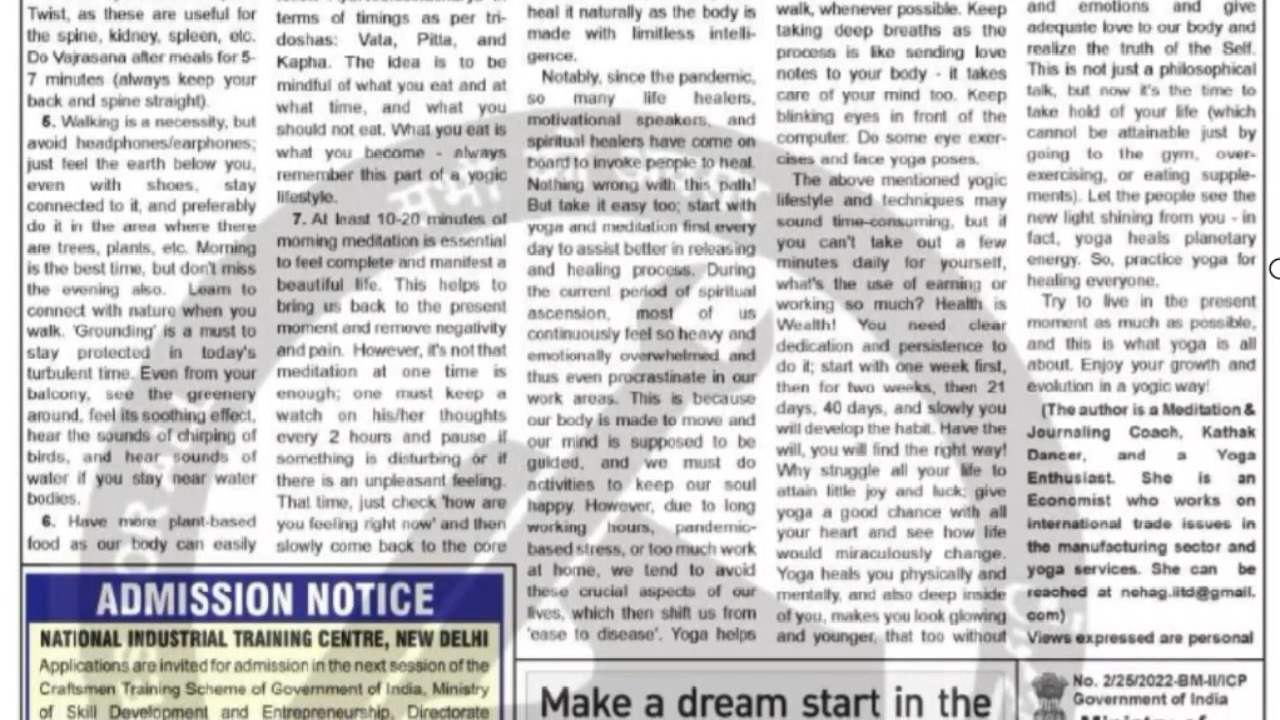 Twist, as these are useful for
the spine, kidney, spleen, etc.
Do Vajrasana after meals for 5-
7 minutes (always keep your
back and spine straight).
5. Walking is a necessity, but
avoid headphones/earphones;
just feel the earth below you,
even with shoes, stay
connected to it, and preferably
do it in the area where there
are trees, plants, etc. Morning
is the best time, but don't miss
the evening also. Learn to
connect with nature when you
walk. 'Grounding' is a must to
stay protected in today's
turbulent time. Even from your
balcony, see the greenery
around, feel its soothing effect,
hear the sounds of chirping of
birds, and hear sounds of
water if you stay near water
bodies.
6. Have more plant-based
food as our body can easily
terms of timings as per tri-
doshas: Vata, Pitta, and
Kapha. The idea is to be
mindful of what you eat and at
what time, and what you
should not eat. What you eat is
what you become - always
remember this part of a yogic
lifestyle.
7. At least 10-20 minutes of
morning meditation is essential
to feel complete and manifest a
beautiful life. This helps to
bring us back to the present
moment and remove negativity
and pain. However, it's not that
meditation at one time is
enough; one must keep a
watch on his/her thoughts
every 2 hours and pause if
something is disturbing or if
there is an unpleasant feeling.
That time, just check 'how are
you feeling right now' and then
slowly come back to the core
heal it naturally as the body is
made with limitless intelli-
gence.
Notably, since the pandemic,
so many life healers,
motivational speakers, and
spiritual healers have come on
board to invoke people to heal.
Nothing wrong with this path!
But take it easy too; start with
yoga and meditation first every
day to assist better in releasing
and healing process. During
the current period of spiritual
ascension, most of us
continuously feel so heavy and
emotionally overwhelmed and
thus even procrastinate in our
work areas. This is because
our body is made to move and
our mind is supposed to be
guided, and we must do
activities to keep our soul
happy. However, due to long
working hours, pandemic-
based stress, or too much work
at home, we tend to avoid
these crucial aspects of our
lives, which then shift us from
'ease to disease'. Yoga helps
walk, whenever possible. Keep
taking deep breaths as the
process is like sending love
notes to your body - it takes
care of your mind too. Keep
blinking eyes in front of the
computer. Do some eye exer-
cises and face yoga poses.
The above mentioned yogic
lifestyle and techniques may
sound time-consuming, but if
you can't take out a few
minutes daily for yourself,
what's the use of earning or
working so much? Health is
Wealth! You need clear
dedication and persistence to
do it; start with one week first,
then for two weeks, then 21
days, 40 days, and slowly you
will develop the habit. Have the
will, you will find the right way!
Why struggle all your life to
attain little joy and luck; give
yoga a good chance with all
your heart and see how life
would miraculously change.
Yoga heals you physically and
mentally, and also deep inside
of you, makes you look glowing
and younger, that too without
and emotions and give
adequate love to our body and
realize the truth of the Self.
This is not just a philosophical
talk, but now it's the time to
take hold of your life (which
cannot be attainable just by
going to the gym, over-
exercising, or eating supple-
ments). Let the people see the
new light shining from you - in
fact, yoga heals planetary
energy. So, practice yoga for
healing everyone.
Try to live in the present
moment as much as possible,
and this is what yoga is all
about. Enjoy your growth and
evolution in a yogic way!
(The author is a Meditation &
Journaling Coach, Kathak
Dancer, and a Yoga
Enthusiast. She is an
Economist who works on
international trade issues in
the manufacturing sector and
yoga services. She can be
reached at nehag.iitd@gmail.
com)
Views expressed are personal
ADMISSION NOTICE
NATIONAL INDUSTRIAL TRAINING CENTRE, NEW DELHI
Applications are invited for admission in the next session of the
Craftsmen Training Scheme of Government of India, Ministry
of Skill Development and Entrepreneurship, Directorate
Make a dream start in the
No. 2/25/2022-BM-II/ICP
Government of India